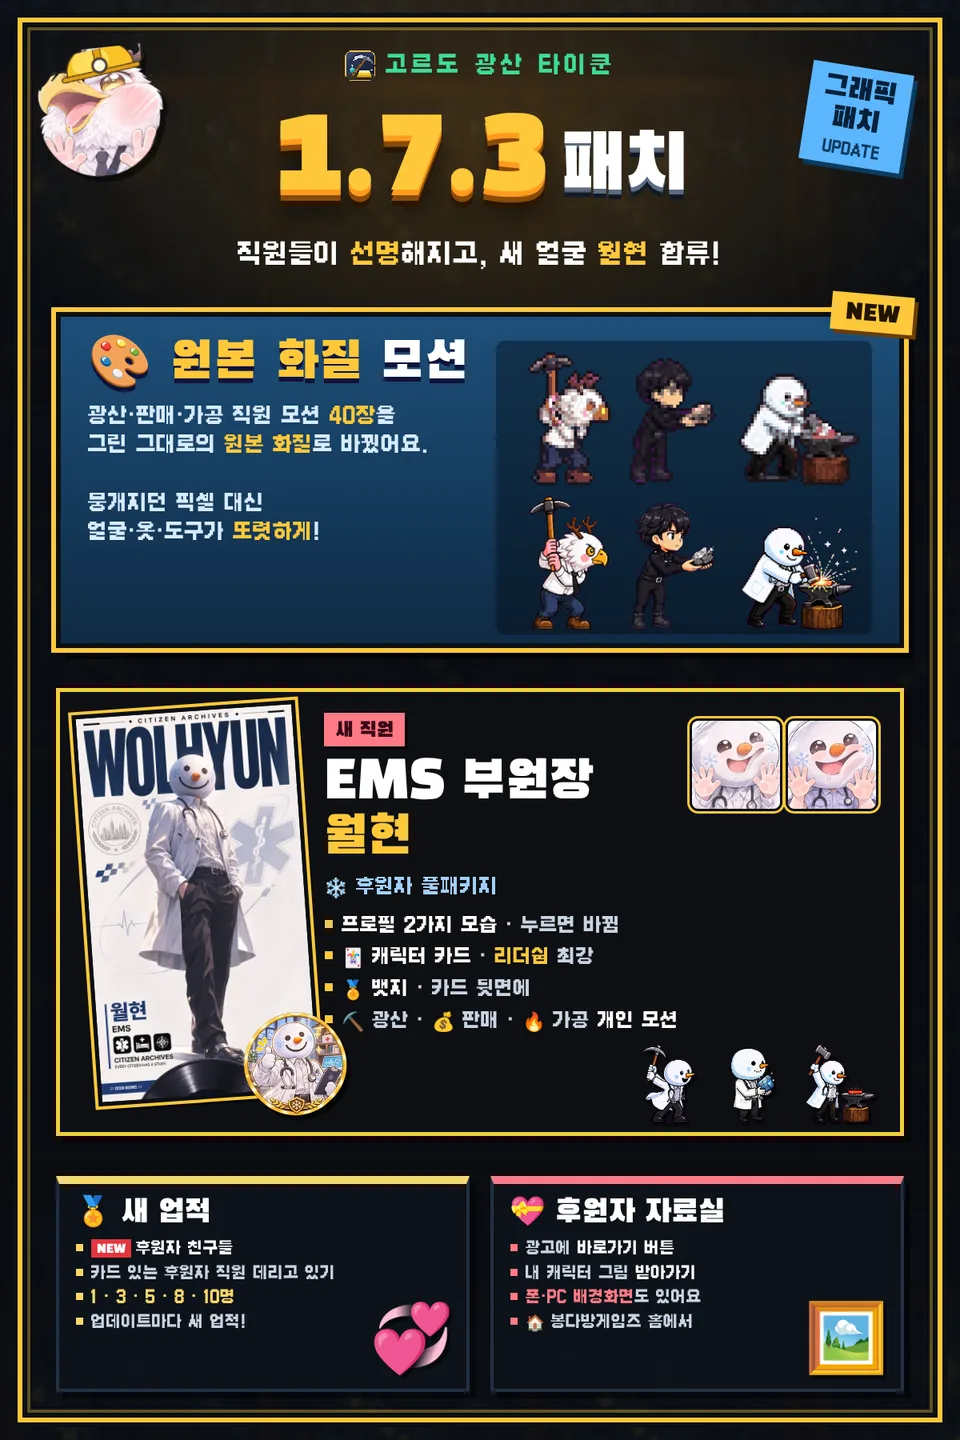 고르도 광산 타이쿤
1.7.3 패치
그래픽
패치
UPDATE
직원들이 선명해지고, 새 얼굴 월현 합류!
NEW
원본 화질 모션
광산·판매·가공 직원 모션 40장을
그린 그대로의 원본 화질로 바꿨어요.
뭉개지던 픽셀 대신
얼굴·옷·도구가 또렷하게!
CITIZEN ARCHIVES
WOLHYUN
월현
EMS
CITIZEN ARCHIVES
EVERY CITIZEN HAS A STORY
새 직원
EMS 부원장
월현
후원자 풀패키지
프로필 2가지 모습 · 누르면 바뀜
캐릭터 카드 · 리더쉽 최강
뱃지 · 카드 뒷면에
광산 · 판매 · 가공 개인 모션
새 업적
NEW 후원자 친구들
카드 있는 후원자 직원 데리고 있기
1 · 3 · 5 · 8 · 10명
업데이트마다 새 업적!
후원자 자료실
광고에 바로가기 버튼
내 캐릭터 그림 받아가기
폰·PC 배경화면도 있어요
봉다방게임즈 홈에서